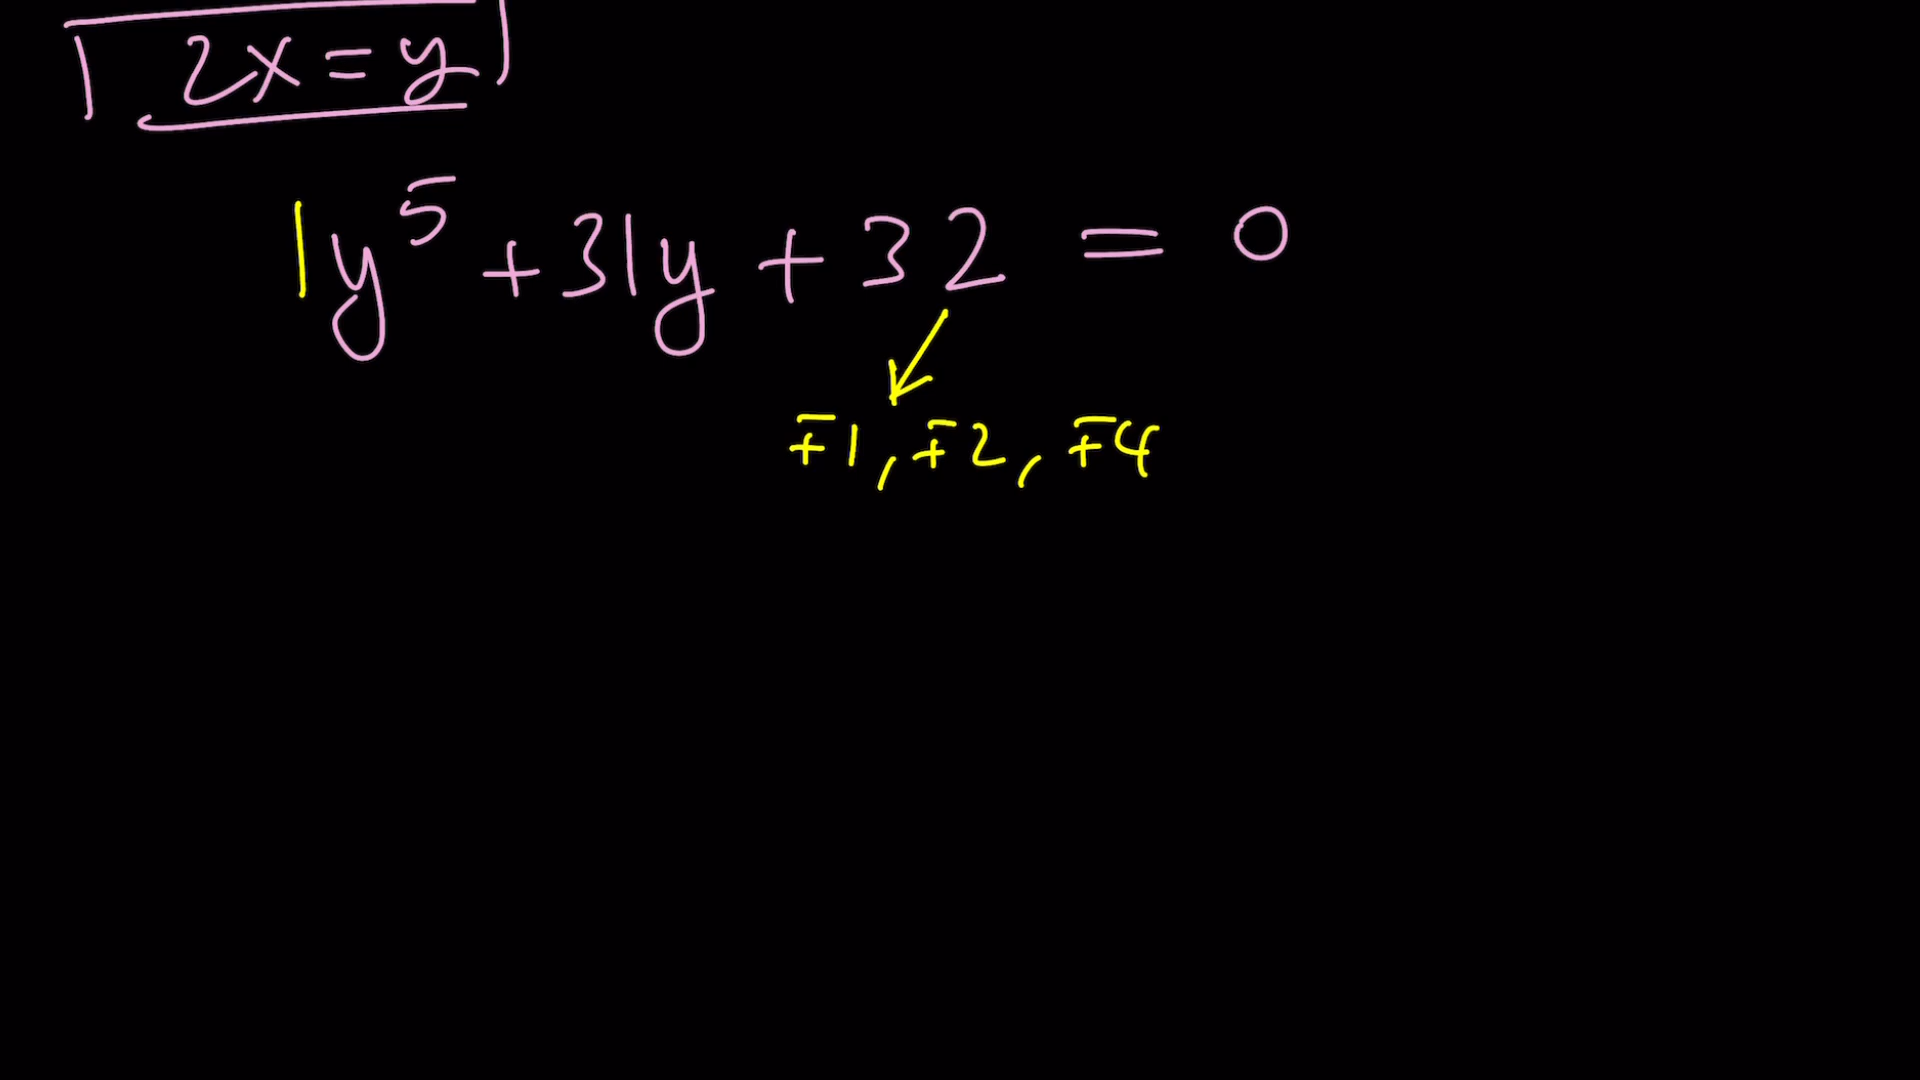 2x = y
1y⁵ + 31y + 32 = 0
∓1, ∓2, ∓4